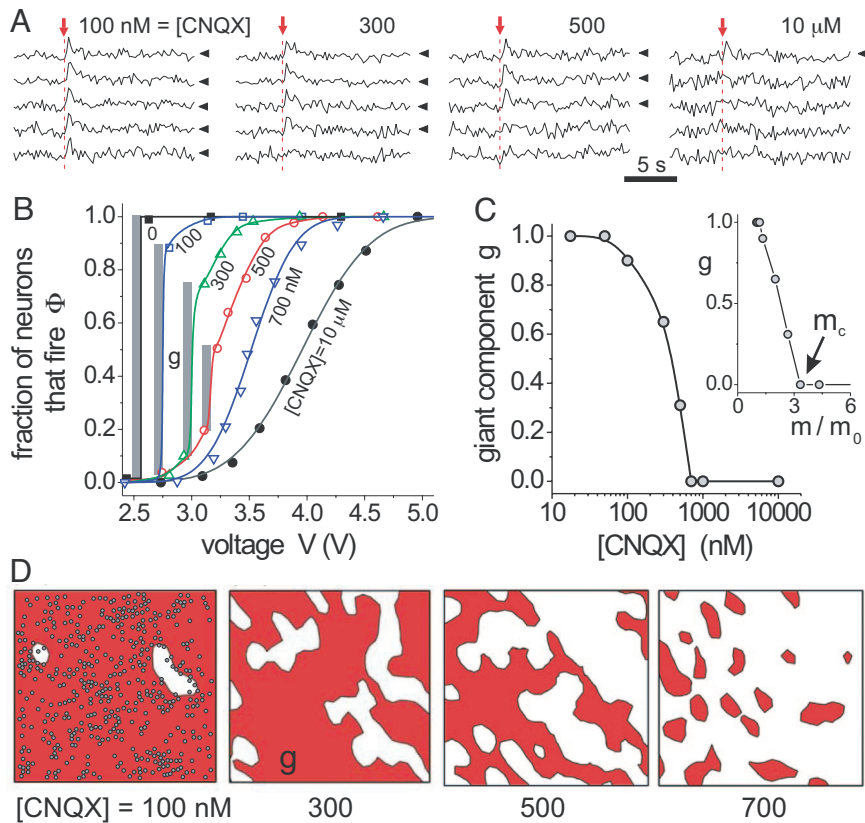 A
100 nM = [CNQX]
300
500
10 μM
5 s
B
fraction of neurons
that fire Φ
1.0
0.8
0.6
0.4
0.2
0.0
0
100
300
500
700 nM
[CNQX]=10 μM
g
2.5 3.0 3.5 4.0 4.5 5.0
voltage V (V)
C
giant component g
1.0
0.8
0.6
0.4
0.2
0.0
10 100 1000 10000
[CNQX] (nM)
g
1.0
0.5
0.0
mc
0 3 6
m / m0
D
g
[CNQX] = 100 nM
300
500
700